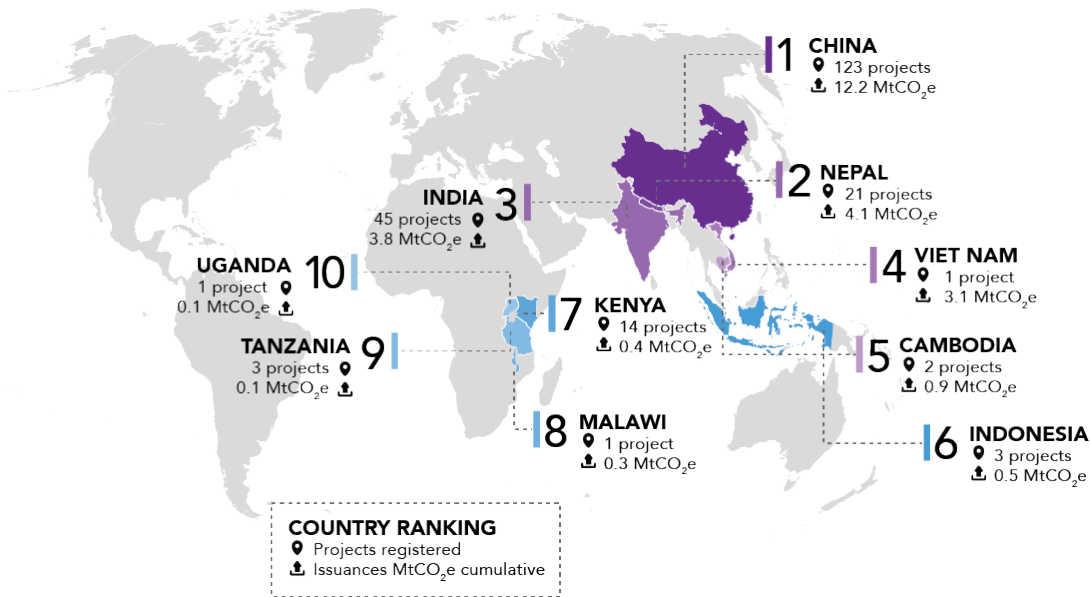 1 CHINA
123 projects
12.2 MtCO₂e
2 NEPAL
21 projects
4.1 MtCO₂e
INDIA 3
45 projects
3.8 MtCO₂e
4 VIET NAM
1 project
3.1 MtCO₂e
UGANDA 10
1 project
0.1 MtCO₂e
7 KENYA
14 projects
0.4 MtCO₂e
TANZANIA 9
3 projects
0.1 MtCO₂e
5 CAMBODIA
2 projects
0.9 MtCO₂e
8 MALAWI
1 project
0.3 MtCO₂e
6 INDONESIA
3 projects
0.5 MtCO₂e
COUNTRY RANKING
Projects registered
Issuances MtCO₂e cumulative